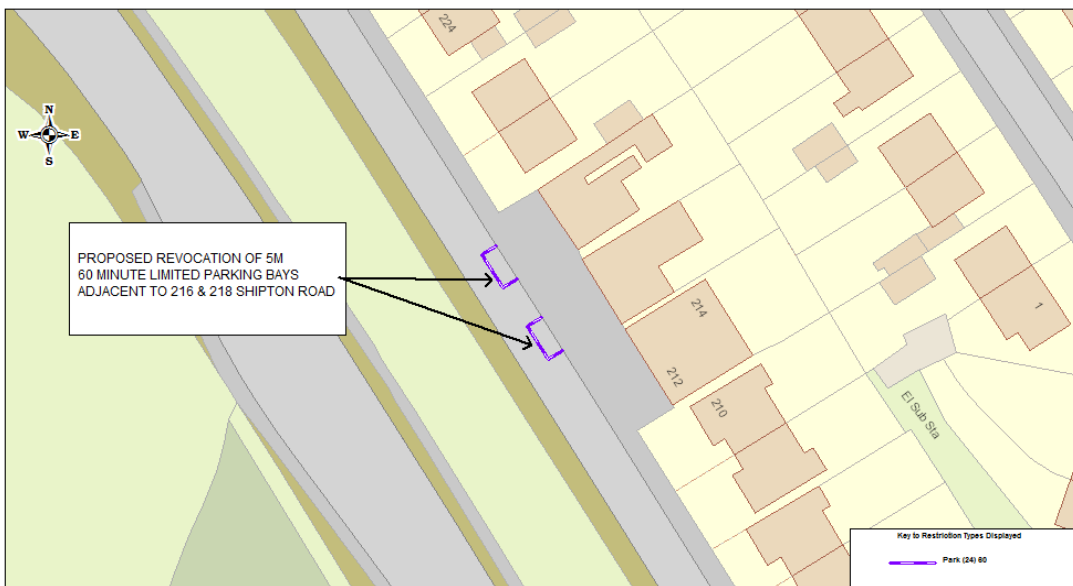 224
N
W E
S
PROPOSED REVOCATION OF 5M
60 MINUTE LIMITED PARKING BAYS
ADJACENT TO 216 & 218 SHIPTON ROAD
214
1
212
210
El Sub Sta
Key to Restriction Types Displayed
Park (24) 60